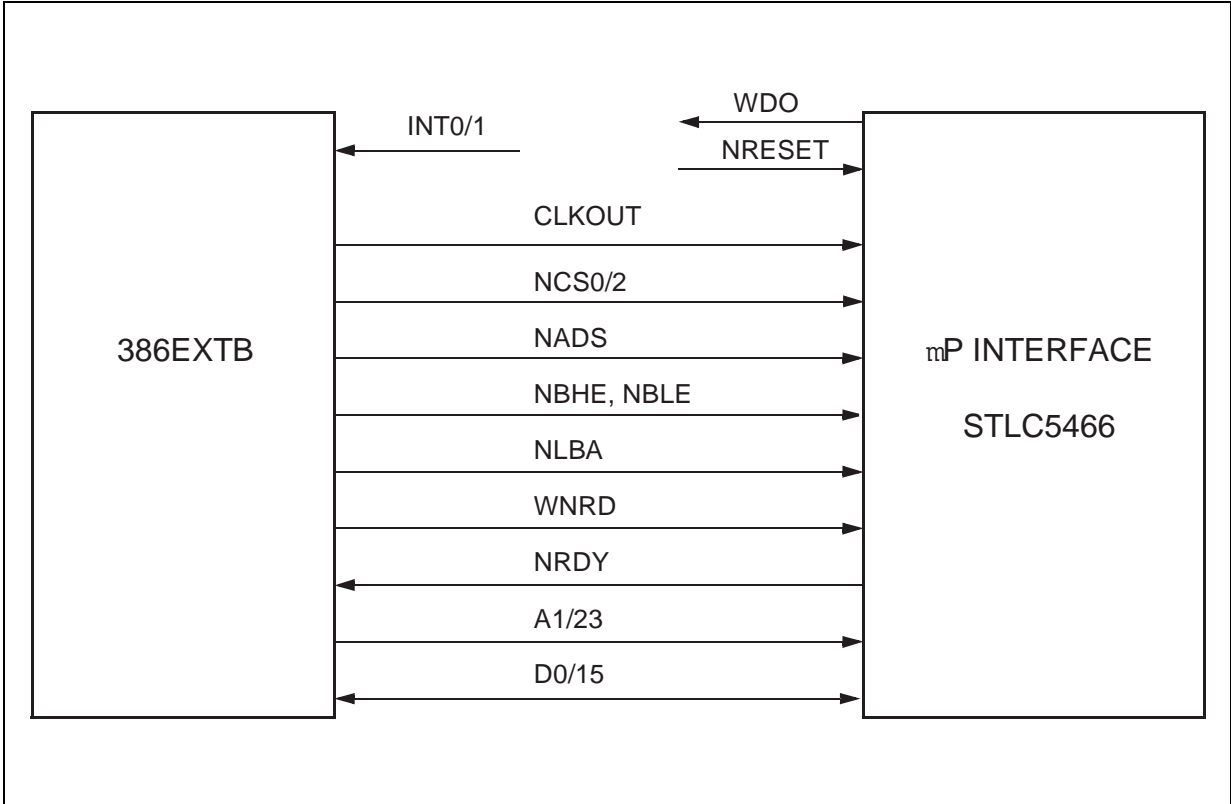 WDO
INT0/1
NRESET
CLKOUT
NCS0/2
NADS
386EXTB
mP INTERFACE
NBHE, NBLE
STLC5466
NLBA
WNRD
NRDY
A1/23
D0/15